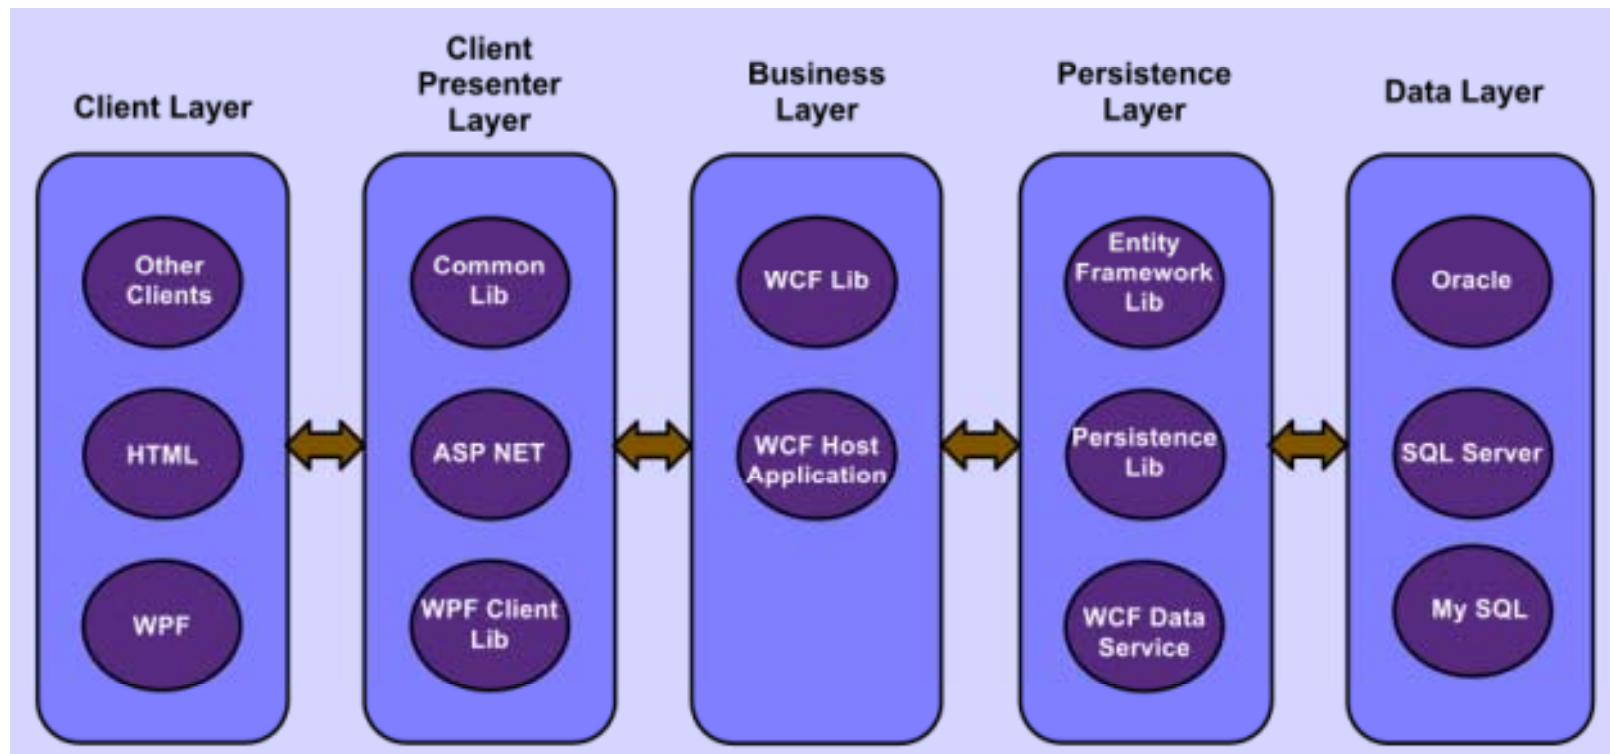 Client Layer
Client
Presenter
Layer
Business
Layer
Persistence
Layer
Data Layer
Other
Clients
HTML
WPF
Common
Lib
ASP NET
WPF Client
Lib
WCF Lib
WCF Host
Application
Entity
Framework
Lib
Persistence
Lib
WCF Data
Service
Oracle
SQL Server
My SQL